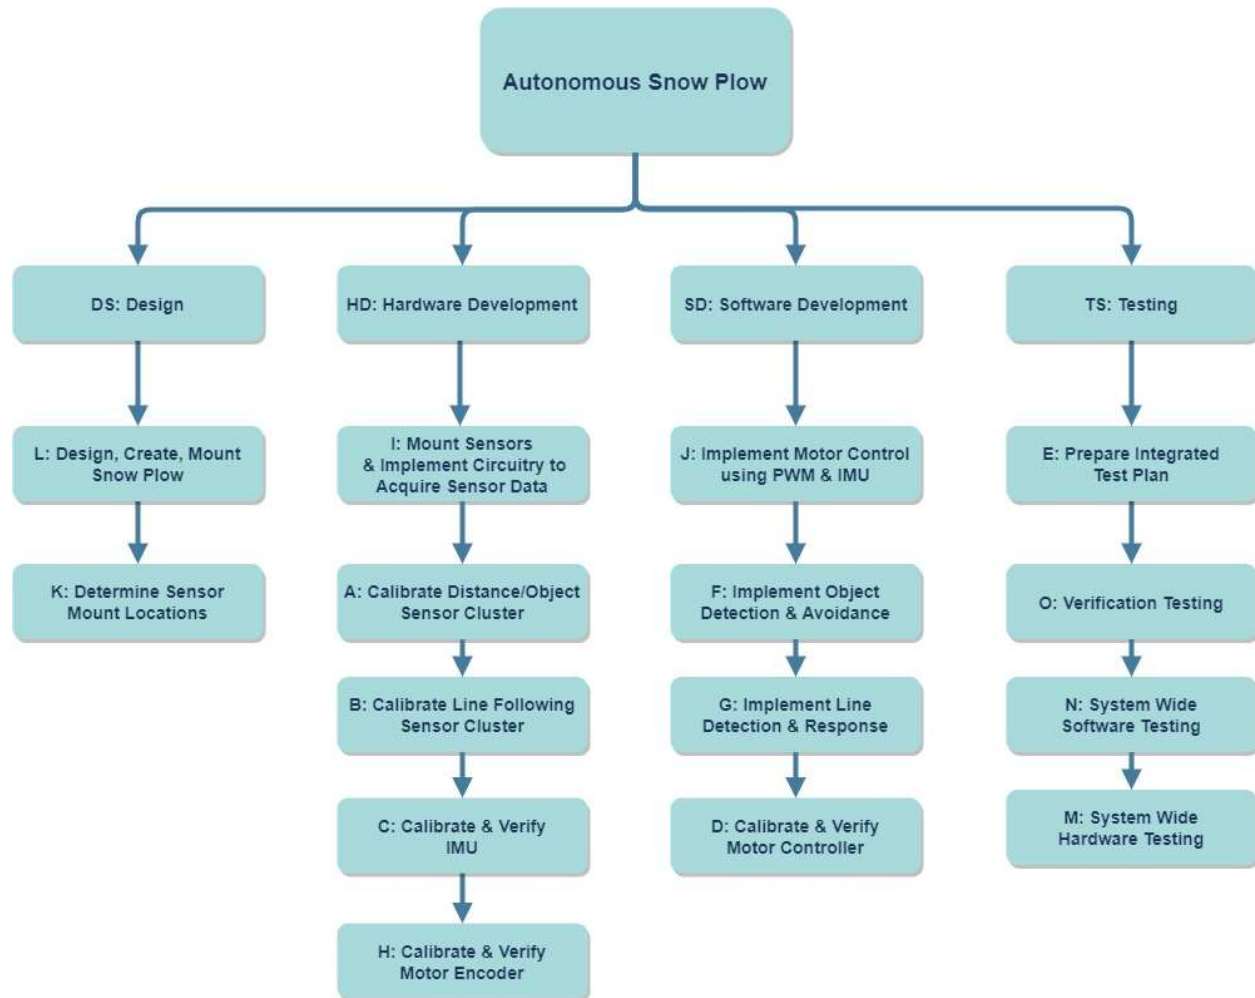 Autonomous Snow Plow
DS: Design
HD: Hardware Development
SD: Software Development
TS: Testing
L: Design, Create, Mount
Snow Plow
I: Mount Sensors
& Implement Circuitry to
Acquire Sensor Data
J: Implement Motor Control
using PWM & IMU
E: Prepare Integrated
Test Plan
K: Determine Sensor
Mount Locations
A: Calibrate Distance/Object
Sensor Cluster
F: Implement Object
Detection & Avoidance
O: Verification Testing
B: Calibrate Line Following
Sensor Cluster
G: Implement Line
Detection & Response
N: System Wide
Software Testing
C: Calibrate & Verify
IMU
D: Calibrate & Verify
Motor Controller
M: System Wide
Hardware Testing
H: Calibrate & Verify
Motor Encoder